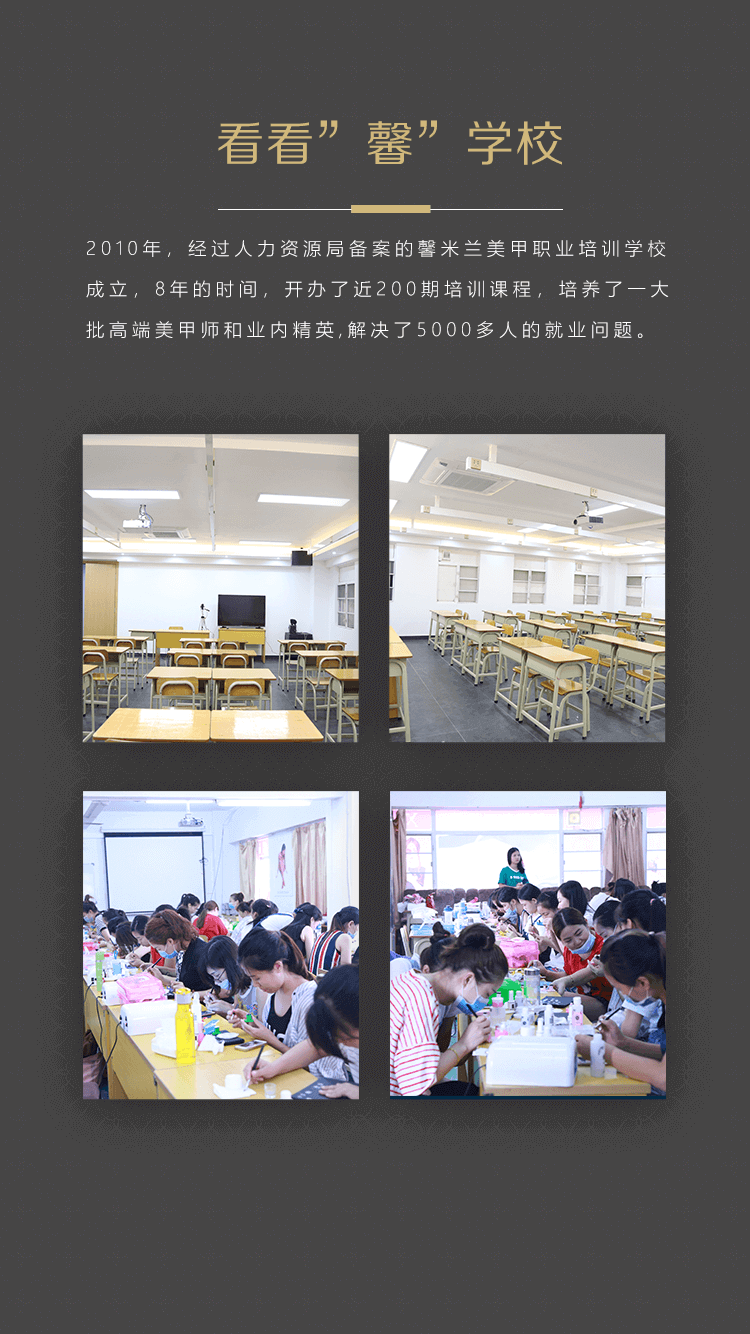 看看”馨”学校
2010年，经过人力资源局备案的馨米兰美甲职业培训学校
成立，8年的时间，开办了近200期培训课程，培养了一大
批高端美甲师和业内精英,解决了5000多人的就业问题。